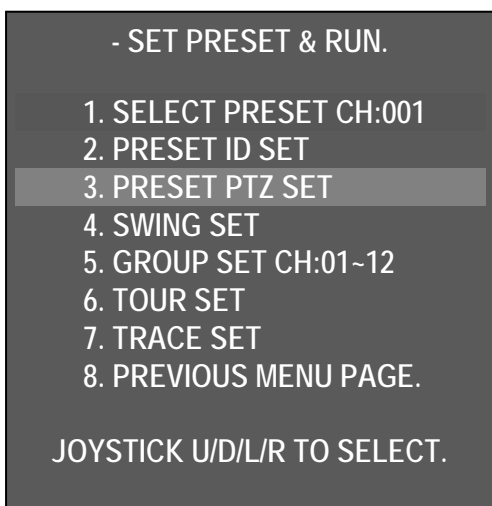 - SET PRESET & RUN.
1. SELECT PRESET CH:001
2. PRESET ID SET
3. PRESET PTZ SET
4. SWING SET
5. GROUP SET CH:01~12
6. TOUR SET
7. TRACE SET
8. PREVIOUS MENU PAGE.
JOYSTICK U/D/L/R TO SELECT.